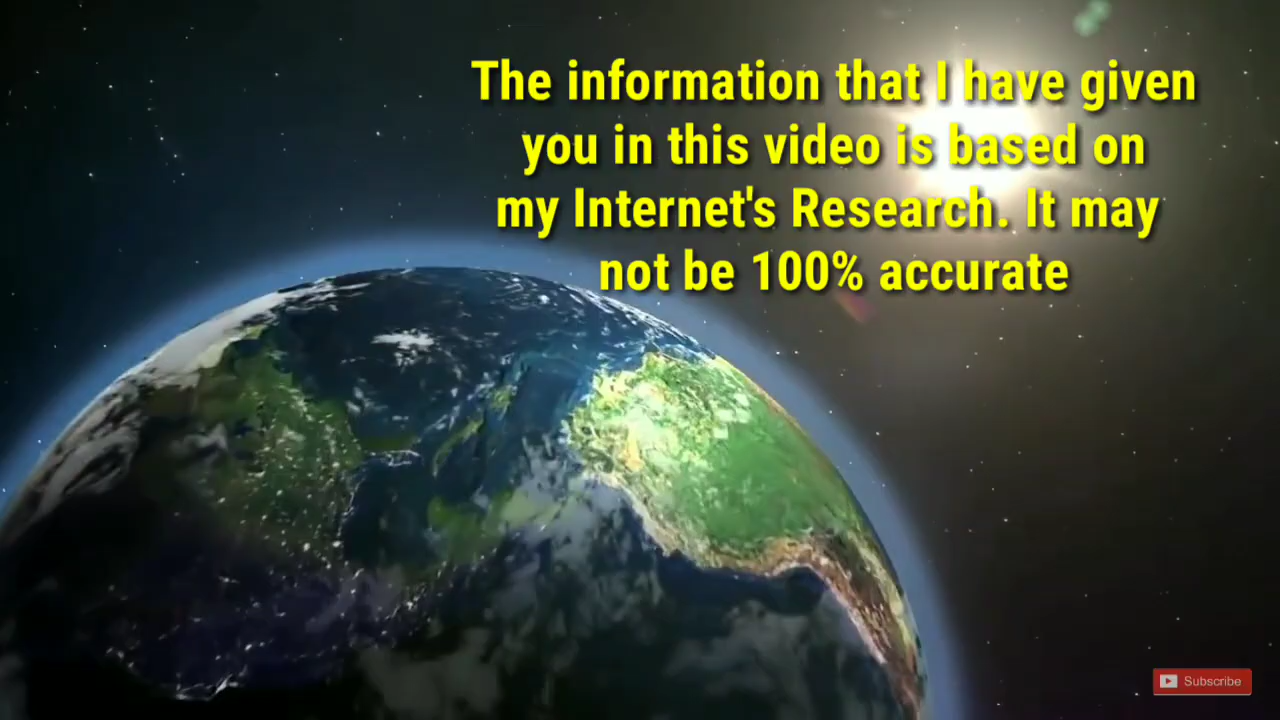 The information that I have given
you in this video is based on
my Internet's Research. It may
not be 100% accurate
Subscribe